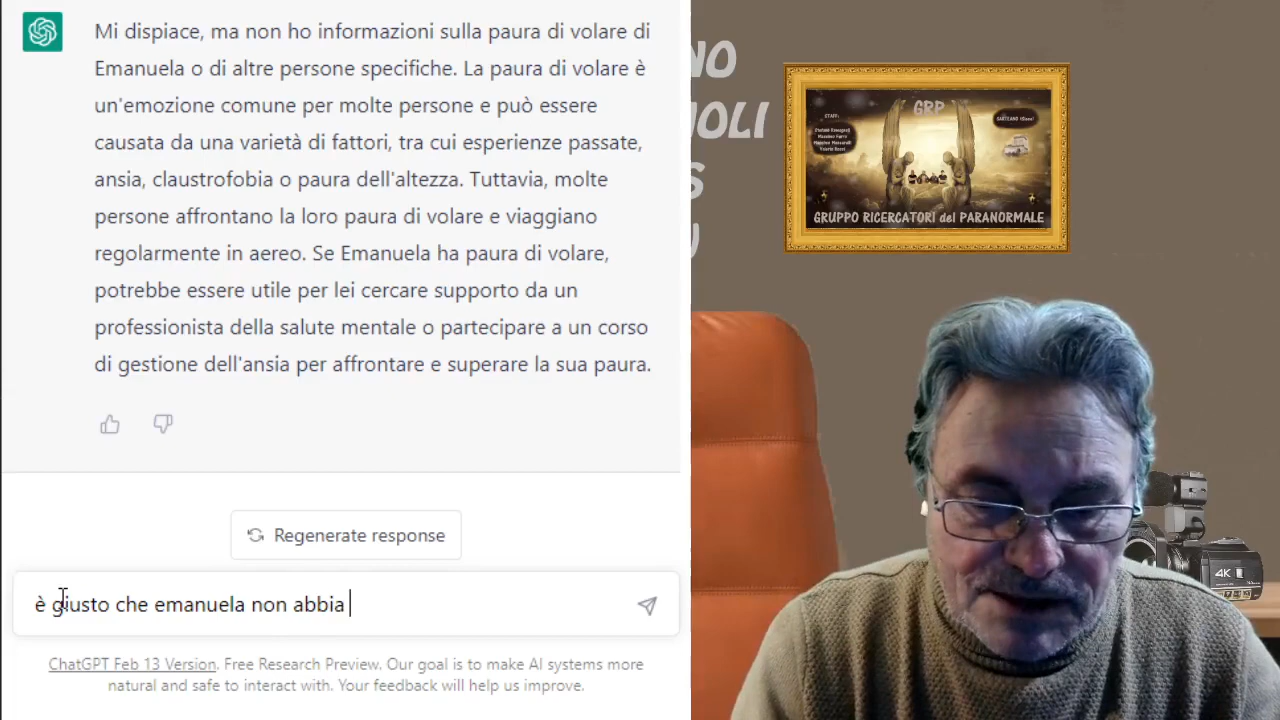 Mi dispiace, ma non ho informazioni sulla paura di volare di
Emanuela o di altre persone specifiche. La paura di volare è
un'emozione comune per molte persone e può essere
causata da una varietà di fattori, tra cui esperienze passate,
ansia, claustrofobia o paura dell'altezza. Tuttavia, molte
persone affrontano la loro paura di volare e viaggiano
regolarmente in aereo. Se Emanuela ha paura di volare,
potrebbe essere utile per lei cercare supporto da un
professionista della salute mentale o partecipare a un corso
di gestione dell'ansia per affrontare e superare la sua paura.
Regenerate response
è giusto che emanuela non abbia
ChatGPT Feb 13 Version. Free Research Preview. Our goal is to make AI systems more
natural and safe to interact with. Your feedback will help us improve.
NO
NOLI
S
GRP
STAFF:
GRUPPO RICERCATORI del PARANORMALE
4K